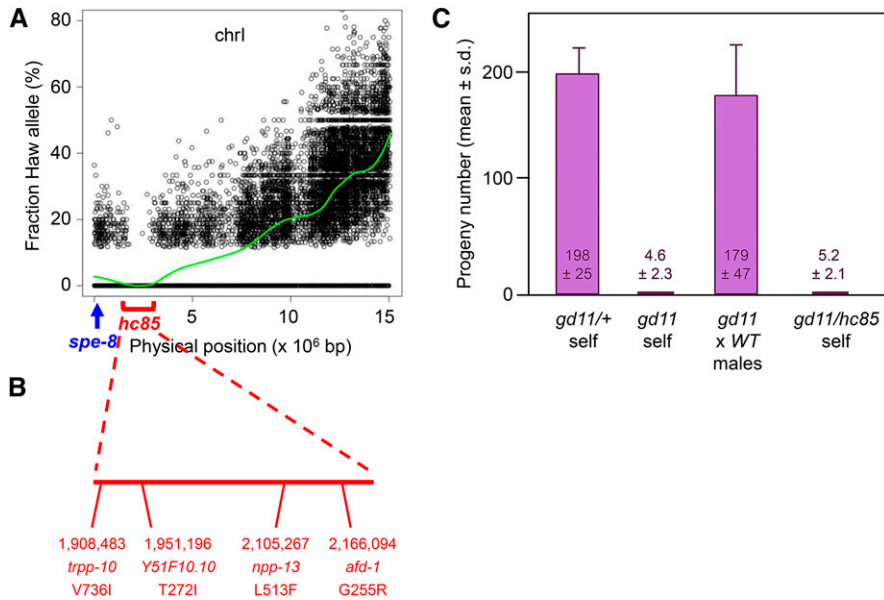 A
chrI
Fraction Haw allele (%)
80
60
40
20
0
5
10
15
hc85
spe-8
Physical position (x 10⁶ bp)
B
1,908,483
trpp-10
V736I
1,951,196
Y51F10.10
T272I
2,105,267
npp-13
L513F
2,166,094
afd-1
G255R
C
Progeny number (mean ± s.d.)
200
100
0
198
± 25
4.6
± 2.3
179
± 47
5.2
± 2.1
gd11/+
self
gd11
self
gd11
x WT
males
gd11/hc85
self